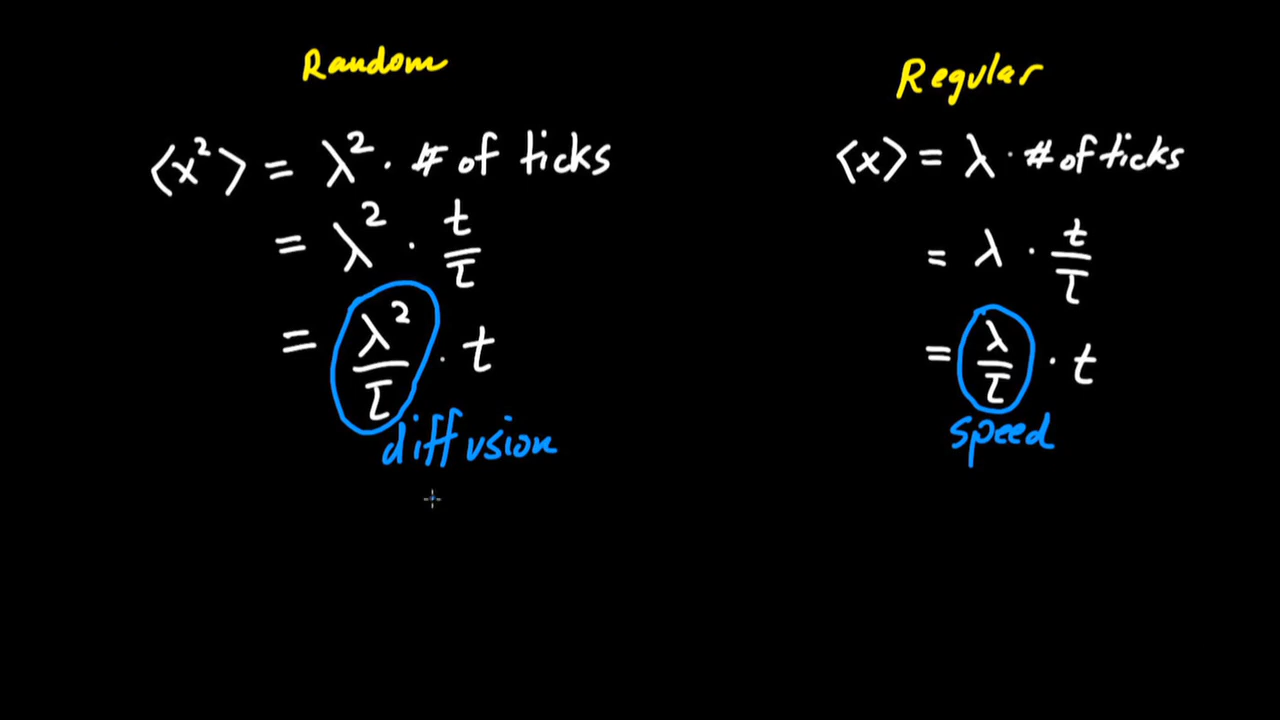 Random
⟨x²⟩ = λ² · # of ticks
= λ² · t/τ
= λ²/τ · t
diffusion
Regular
⟨x⟩ = λ · # of ticks
= λ · t/τ
= λ/τ · t
speed